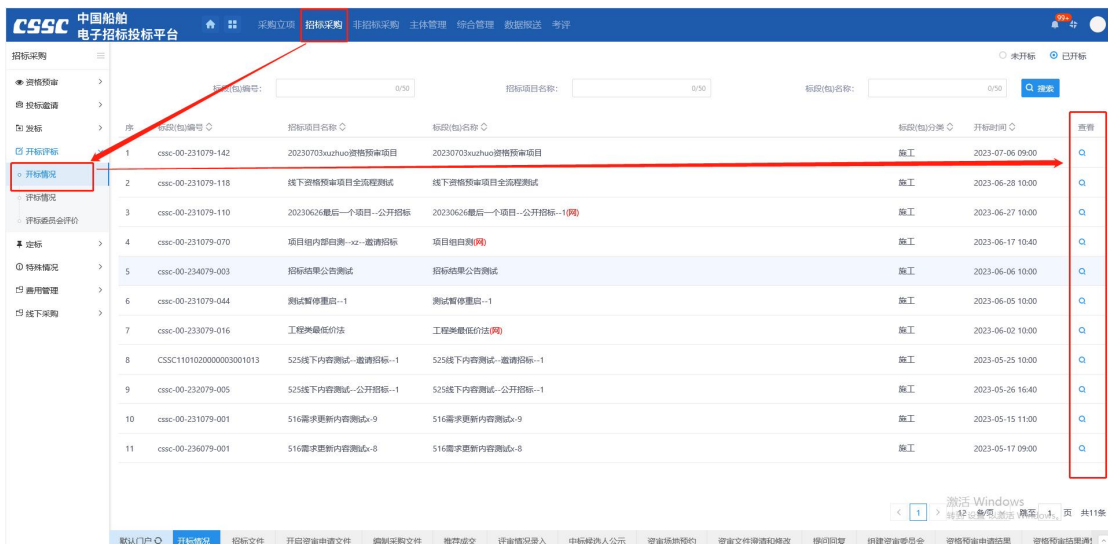 CSSC 中国船舶
电子招标投标平台
采购立项 招标采购 非招标采购 主体管理 综合管理 数据报送 考评
99+
招标采购
未开标 已开标
资格预审
标段(包)编号: 0/50 招标项目名称: 0/50 标段(包)名称: 0/50 搜索
投标邀请
发标
序 标段(包)编号 招标项目名称 标段(包)名称 标段(包)分类 开标时间 查看
开标评标
1 cssc-00-231079-142 20230703xuzhuo资格预审项目 20230703xuzhuo资格预审项目 施工 2023-07-06 09:00
开标情况
2 cssc-00-231079-118 线下资格预审项目全流程测试 线下资格预审项目全流程测试 施工 2023-06-28 10:00
评标情况
3 cssc-00-231079-110 20230626最后一个项目--公开招标 20230626最后一个项目--公开招标--1(网) 施工 2023-06-27 10:00
评标委员会评价
4 cssc-00-231079-070 项目组内部自测--xz--邀请招标 项目组自测(网) 施工 2023-06-17 10:40
定标
特殊情况
5 cssc-00-234079-003 招标结果公告测试 招标结果公告测试 施工 2023-06-06 10:00
费用管理
6 cssc-00-231079-044 测试暂停重启--1 测试暂停重启--1 施工 2023-06-05 10:00
线下采购
7 cssc-00-233079-016 工程类最低价法 工程类最低价法(网) 施工 2023-06-02 10:00
8 CSSC1101020000003001013 525线下内容测试--邀请招标--1 525线下内容测试--邀请招标--1 施工 2023-05-25 10:00
9 cssc-00-232079-005 525线下内容测试--公开招标--1 525线下内容测试--公开招标--1 施工 2023-05-26 16:40
10 cssc-00-231079-001 516需求更新内容测试x-9 516需求更新内容测试x-9 施工 2023-05-15 11:00
11 cssc-00-236079-001 516需求更新内容测试x-8 516需求更新内容测试x-8 施工 2023-05-17 09:00
激活 Windows
1 12 条/页 跳至 1 页 共11条
默认门户 开标情况 招标文件 开启资审申请文件 编制采购文件 推荐成交 评审情况录入 中标候选人公示 资审场地预约 资审文件澄清和修改 提问回复 组建资审委员会 资格预审申请结果 资格预审结果通